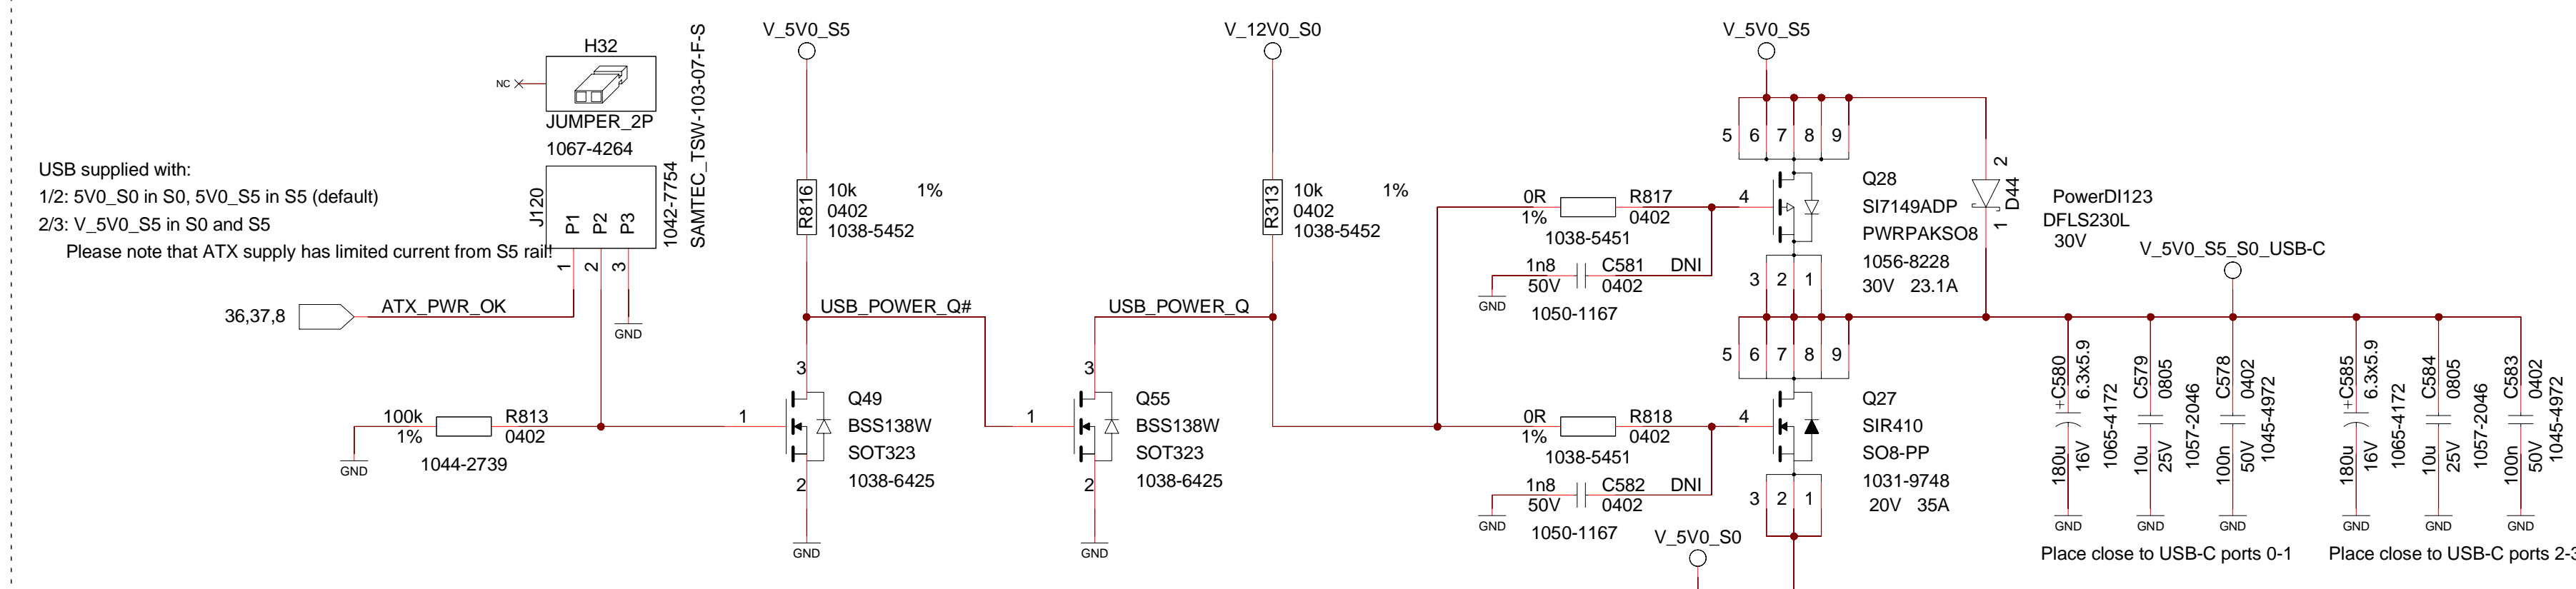 H32
NC
JUMPER_2P
1067-4264
SAMTEC_TSW-103-07-F-S
1042-7754
J120
P1
P2
P3
1
2
3
USB supplied with:
1/2: 5V0_S0 in S0, 5V0_S5 in S5 (default)
2/3: V_5V0_S5 in S0 and S5
Please note that ATX supply has limited current from S5 rail!
36,37,8
ATX_PWR_OK
GND
100k
1%
R813
0402
1044-2739
GND
V_5V0_S5
R816
10k 1%
0402
1038-5452
USB_POWER_Q#
3
1
2
Q49
BSS138W
SOT323
1038-6425
GND
V_12V0_S0
R313
10k 1%
0402
1038-5452
USB_POWER_Q
3
1
2
Q55
BSS138W
SOT323
1038-6425
GND
0R
1%
R817
0402
1038-5451
1n8
50V
C581
0402
DNI
1050-1167
GND
0R
1%
R818
0402
1038-5451
1n8
50V
C582
0402
DNI
1050-1167
GND
V_5V0_S5
5 6 7 8 9
4
Q28
SI7149ADP
PWRPAKSO8
1056-8228
30V 23.1A
3 2 1
2
D44
1
PowerDI123
DFLS230L
30V
5 6 7 8 9
4
Q27
SIR410
SO8-PP
1031-9748
20V 35A
3 2 1
V_5V0_S0
V_5V0_S5_S0_USB-C
+
C580
6.3x5.9
180u
16V
1065-4172
GND
C579
0805
10u
25V
1057-2046
GND
C578
0402
100n
50V
1045-4972
GND
+
C585
6.3x5.9
180u
16V
1065-4172
GND
C584
0805
10u
25V
1057-2046
GND
C583
0402
100n
50V
1045-4972
GND
Place close to USB-C ports 0-1
Place close to USB-C ports 2-3